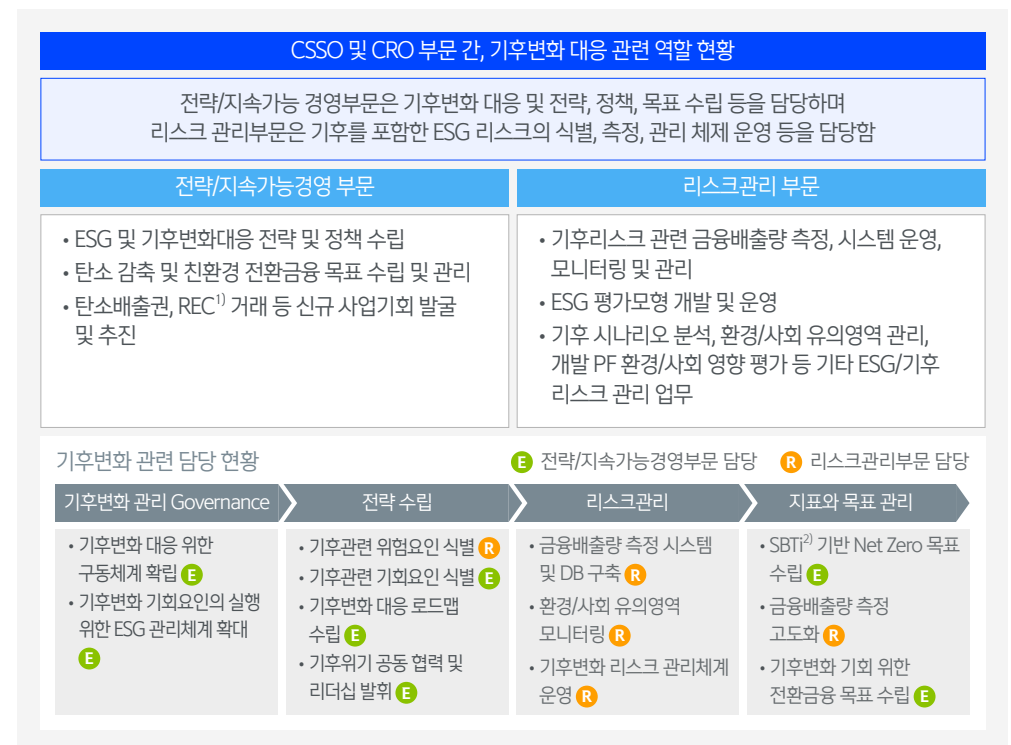 CSSO 및 CRO 부문 간, 기후변화 대응 관련 역할 현황
전략/지속가능 경영부문은 기후변화 대응 및 전략, 정책, 목표 수립 등을 담당하며
리스크 관리부문은 기후를 포함한 ESG 리스크의 식별, 측정, 관리 체제 운영 등을 담당함
전략/지속가능경영 부문
• ESG 및 기후변화대응 전략 및 정책 수립
• 탄소 감축 및 친환경 전환금융 목표 수립 및 관리
• 탄소배출권, REC1) 거래 등 신규 사업기회 발굴
및 추진
리스크관리 부문
• 기후리스크 관련 금융배출량 측정, 시스템 운영,
모니터링 및 관리
• ESG 평가모형 개발 및 운영
• 기후 시나리오 분석, 환경/사회 유의영역 관리,
개발 PF 환경/사회 영향 평가 등 기타 ESG/기후
리스크 관리 업무
기후변화 관련 담당 현황
E 전략/지속가능경영부문 담당
R 리스크관리부문 담당
기후변화 관리 Governance
• 기후변화 대응 위한
구동체계 확립 E
• 기후변화 기회요인의 실행
위한 ESG 관리체계 확대
E
전략 수립
• 기후관련 위험요인 식별 R
• 기후관련 기회요인 식별 E
• 기후변화 대응 로드맵
수립 E
• 기후위기 공동 협력 및
리더십 발휘 E
리스크관리
• 금융배출량 측정 시스템
및 DB 구축 R
• 환경/사회 유의영역
모니터링 R
• 기후변화 리스크 관리체계
운영 R
지표와 목표 관리
• SBTi2) 기반 Net Zero 목표
수립 E
• 금융배출량 측정
고도화 R
• 기후변화 기회 위한
전환금융 목표 수립 E